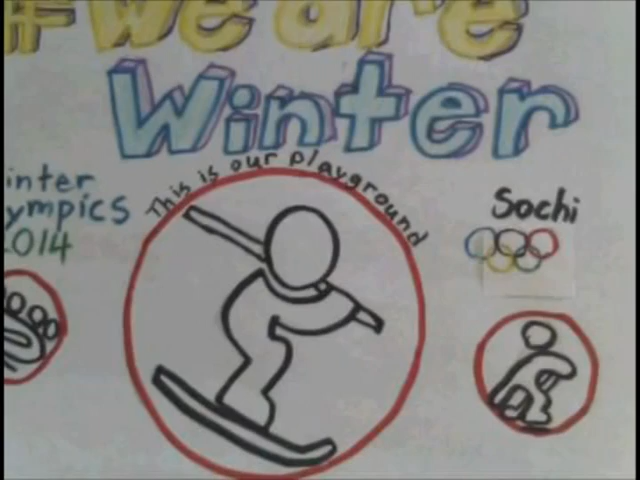 #we are
Winter
This is our playground
inter
ympics
2014
Sochi